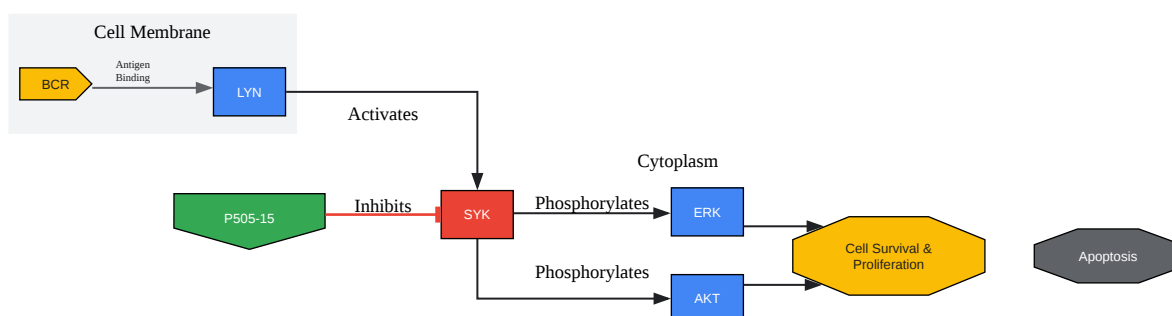 Cell Membrane
BCR
Antigen
Binding
LYN
Activates
Cytoplasm
P505-15
Inhibits
SYK
Phosphorylates
ERK
Cell Survival &
Proliferation
Apoptosis
Phosphorylates
AKT